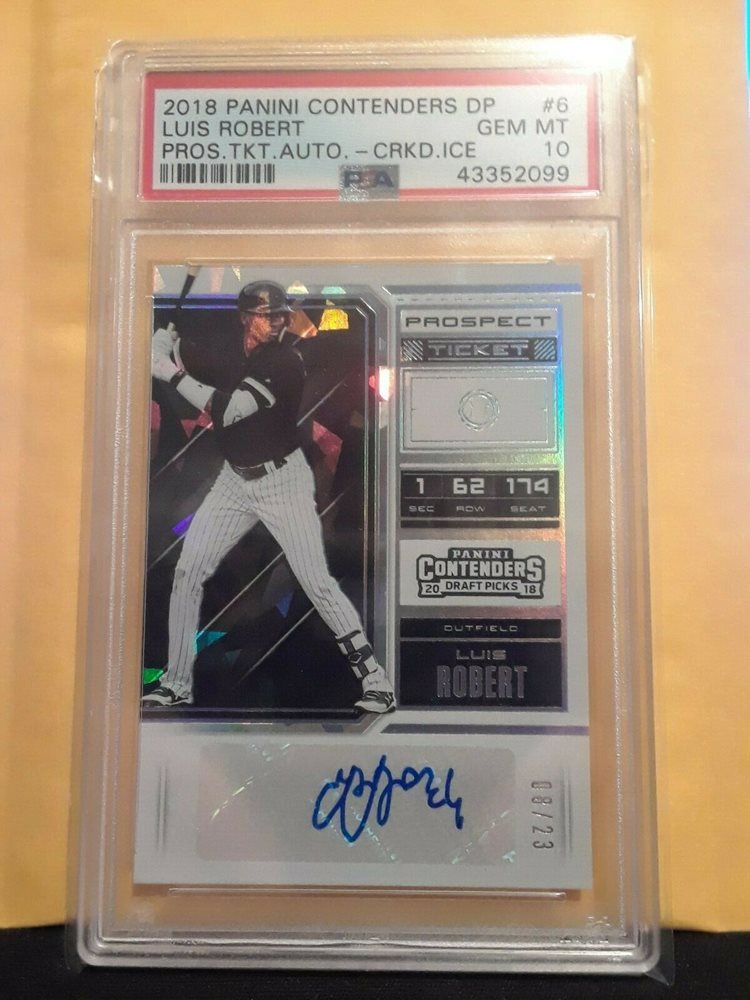 2018 PANINI CONTENDERS DP #6
LUIS ROBERT GEM MT
PROS.TKT.AUTO.-CRKD.ICE 10
PSA 43352099
PROSPECT
TICKET
1 62 174
SEC ROW SEAT
PANINI
CONTENDERS
20 DRAFT PICKS 18
OUTFIELD
LUIS
ROBERT
08/23